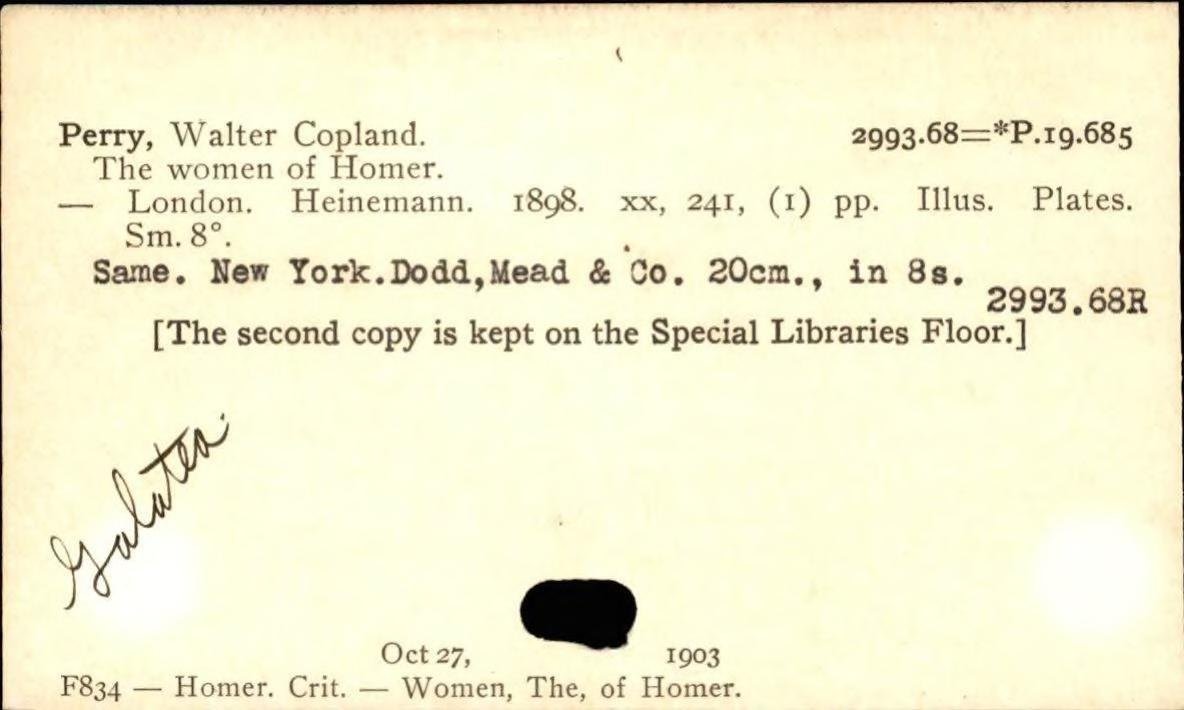 Perry, Walter Copland. 2993.68=*P.19.685
The women of Homer.
— London. Heinemann. 1898. xx, 241, (1) pp. Illus. Plates.
Sm. 8°.
Same. New York.Dodd,Mead & Co. 20cm., in 8s.
2993.68R
[The second copy is kept on the Special Libraries Floor.]
Galatea
Oct 27, 1903
F834 — Homer. Crit. — Women, The, of Homer.